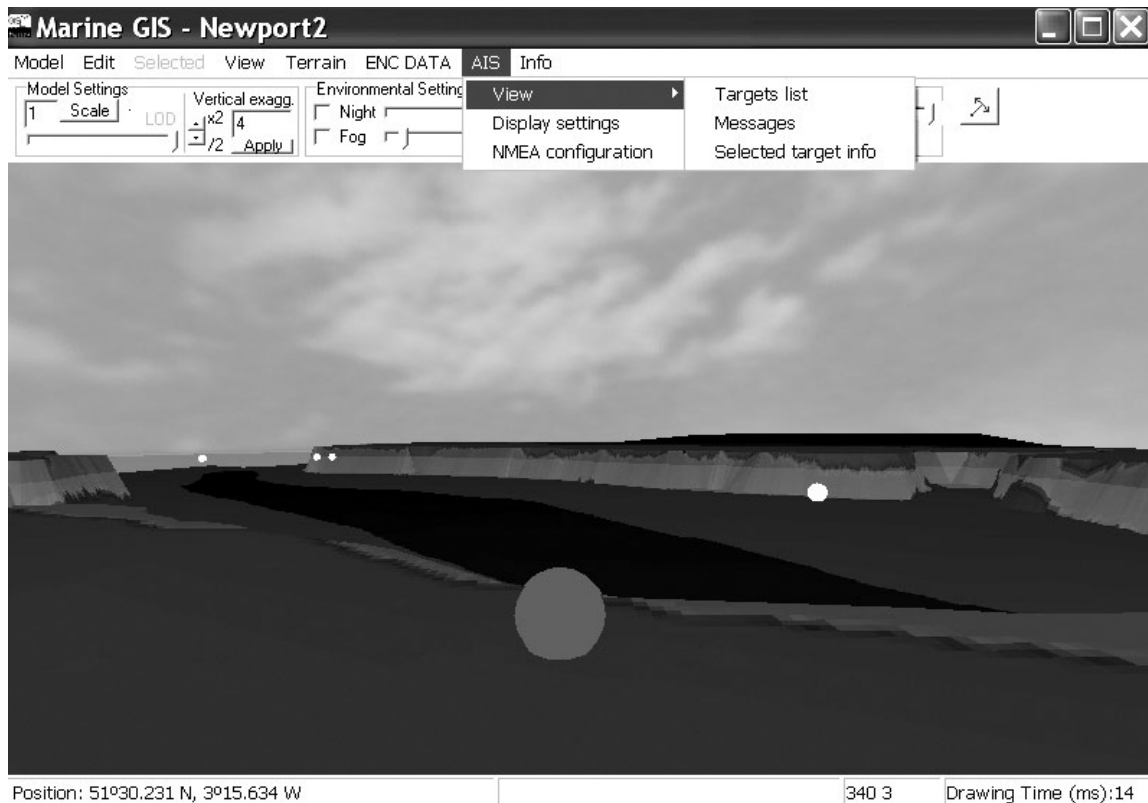 Marine GIS - Newport2
Model Edit Selected View Terrain ENC DATA AIS Info
Model Settings
1 Scale LOD
Vertical exagg.
x2 4
/2 Apply
Environmental Setting
Night
Fog
View
Display settings
NMEA configuration
Targets list
Messages
Selected target info
Position: 51º30.231 N, 3º15.634 W 340 3 Drawing Time (ms):14